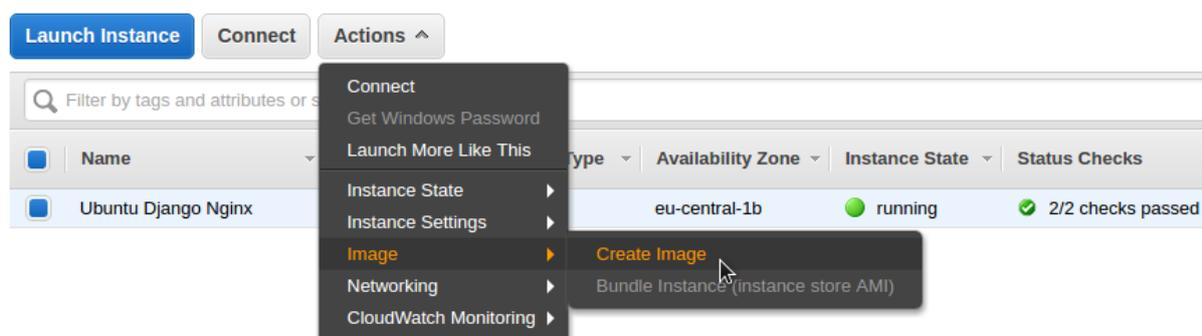 Launch Instance Connect Actions
Connect
Filter by tags and attributes or s
Get Windows Password
Launch More Like This
Name Type Availability Zone Instance State Status Checks
Instance State
Ubuntu Django Nginx eu-central-1b running 2/2 checks passed
Instance Settings
Image Create Image
Networking Bundle Instance (instance store AMI)
CloudWatch Monitoring